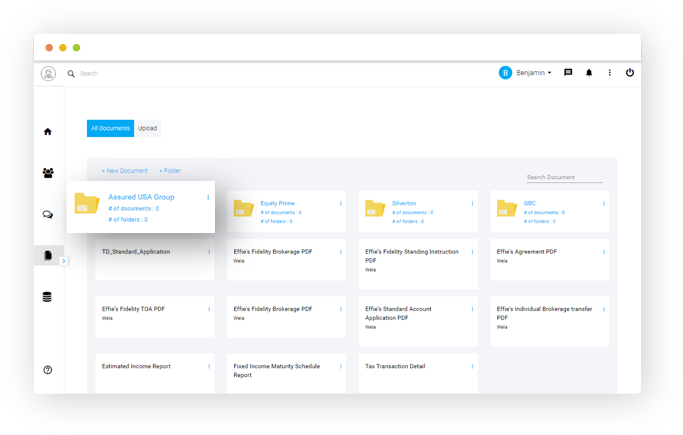 Search
B Benjamin
All Documents Upload
+ New Document + Folder
Search Document
Assured USA Group
# of documents : 0
# of folders : 0
Equity Prime
# of documents : 0
# of folders : 0
Silverton
# of documents : 0
# of folders : 0
GBC
# of documents : 0
# of folders : 0
TD_Standard_Application
Effie's Fidelity Brokerage PDF
Wela
Effie's Fidelity Standing Instruction
PDF
Wela
Effie's Agreement PDF
Wela
Effie's Fidelity TOA PDF
Wela
Effie's Fidelity Brokerage PDF
Wela
Effie's Standard Account
Application PDF
Wela
Effie's Individual Brokerage transfer
PDF
Wela
Estimated Income Report
Fixed Income Maturity Schedule
Report
Tax Transaction Detail